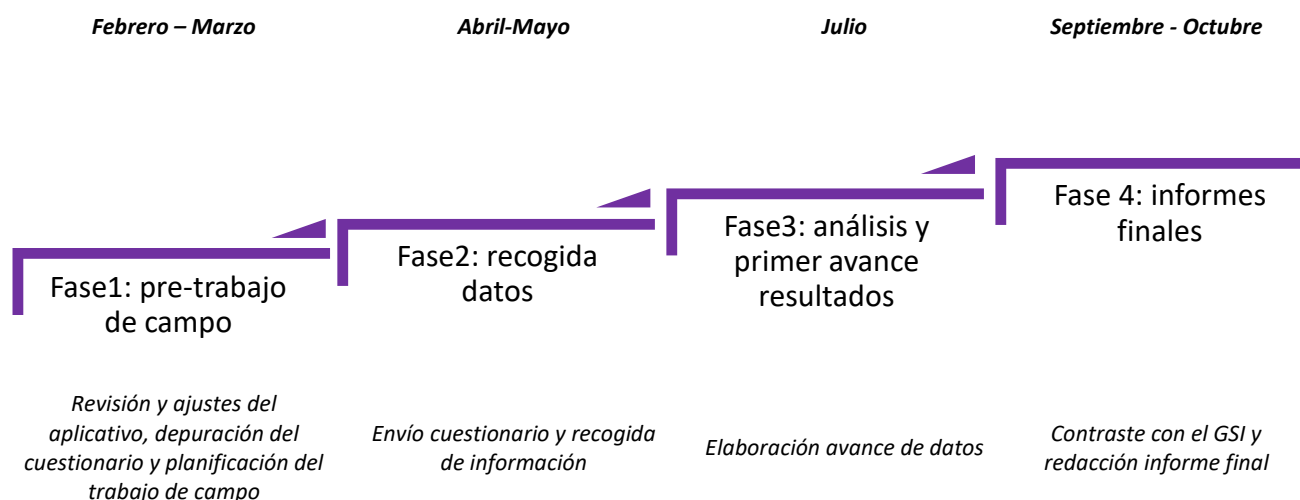 Febrero – Marzo
Abril-Mayo
Julio
Septiembre - Octubre
Fase1: pre-trabajo
de campo
Fase2: recogida
datos
Fase3: análisis y
primer avance
resultados
Fase 4: informes
finales
Revisión y ajustes del
aplicativo, depuración del
cuestionario y planificación del
trabajo de campo
Envío cuestionario y recogida
de información
Elaboración avance de datos
Contraste con el GSI y
redacción informe final